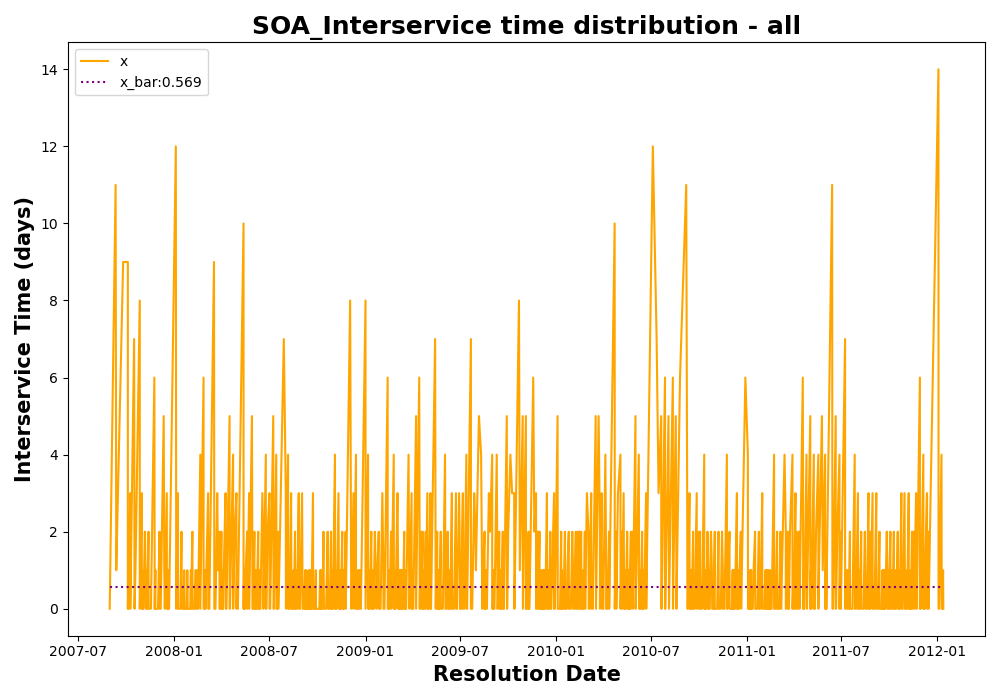 SOA_Interservice time distribution - all
x
x_bar:0.569
Interservice Time (days)
14
12
10
8
6
4
2
0
2007-07 2008-01 2008-07 2009-01 2009-07 2010-01 2010-07 2011-01 2011-07 2012-01
Resolution Date